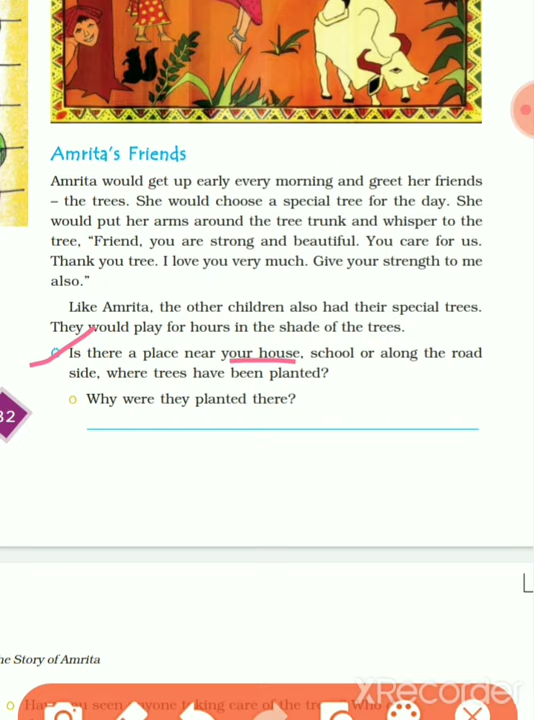 Amrita's Friends
Amrita would get up early every morning and greet her friends
– the trees. She would choose a special tree for the day. She
would put her arms around the tree trunk and whisper to the
tree, “Friend, you are strong and beautiful. You care for us.
Thank you tree. I love you very much. Give your strength to me
also.”
Like Amrita, the other children also had their special trees.
They would play for hours in the shade of the trees.
Is there a place near your house, school or along the road
side, where trees have been planted?
32
o Why were they planted there?
Story of Amrita
XRecorder
o seen taking care of the